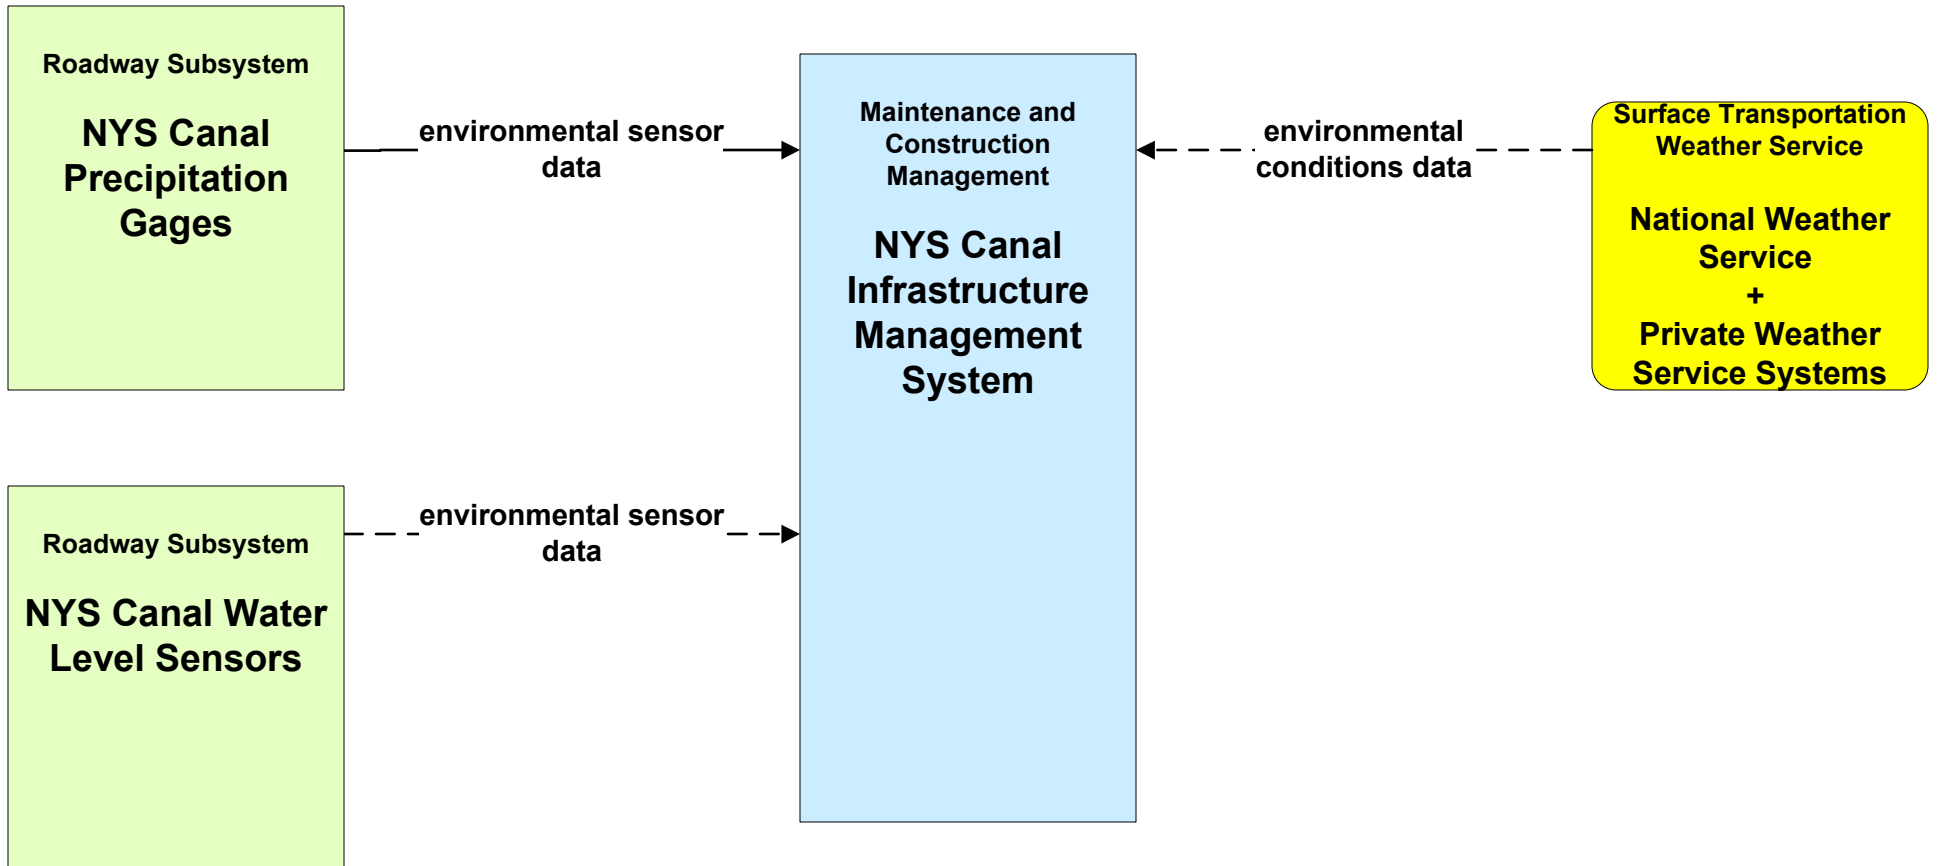 Roadway Subsystem
NYS Canal
Precipitation
Gages
environmental sensor
data
Maintenance and
Construction
Management
NYS Canal
Infrastructure
Management
System
environmental
conditions data
Surface Transportation
Weather Service
National Weather
Service
+
Private Weather
Service Systems
Roadway Subsystem
NYS Canal Water
Level Sensors
environmental sensor
data